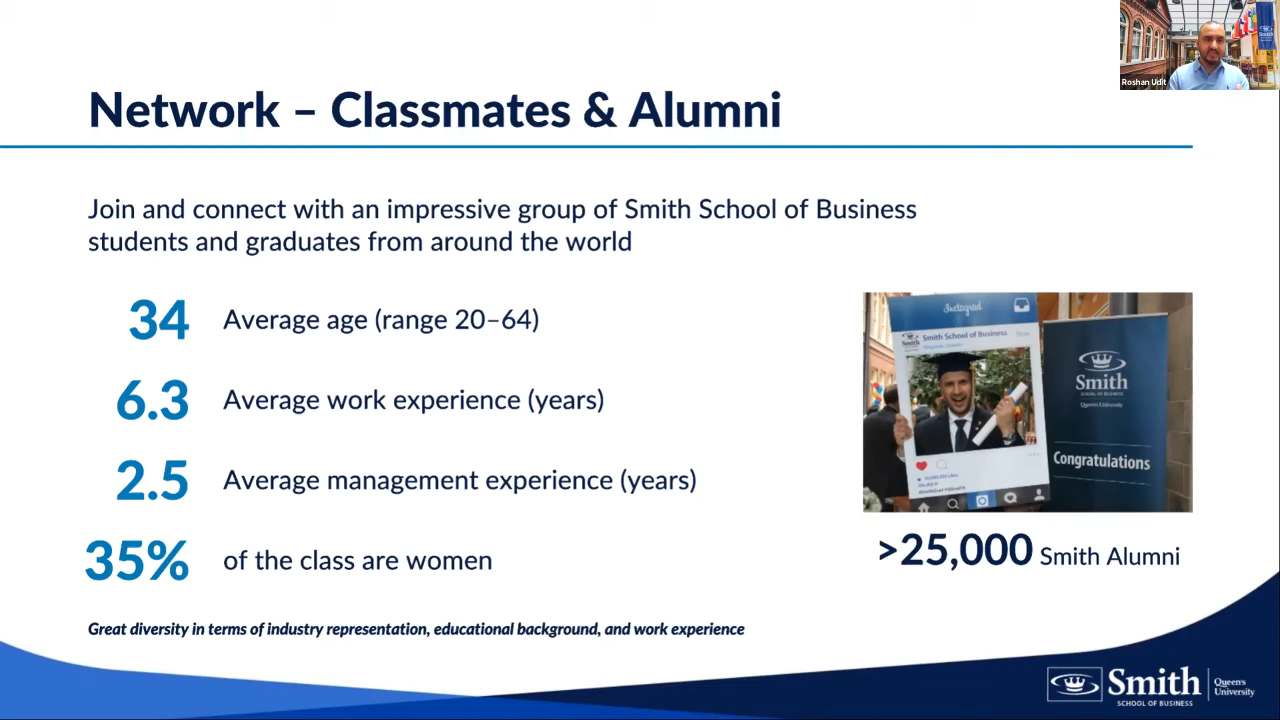 Roshan Udit
Network – Classmates & Alumni
Join and connect with an impressive group of Smith School of Business
students and graduates from around the world
34 Average age (range 20–64)
6.3 Average work experience (years)
2.5 Average management experience (years)
35% of the class are women
Great diversity in terms of industry representation, educational background, and work experience
Instagrad
Smith School of Business
Smith
SCHOOL OF BUSINESS
Queen's University
Congratulations
>25,000 Smith Alumni
Smith
SCHOOL OF BUSINESS
Queen's
University